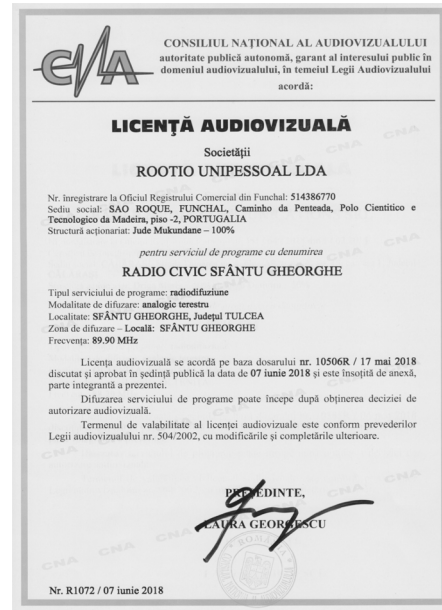 CNA
CONSILIUL NAȚIONAL AL AUDIOVIZUALULUI
autoritate publică autonomă, garant al interesului public în
domeniul audiovizualului, în temeiul Legii Audiovizualului
acordă:
LICENȚĂ AUDIOVIZUALĂ
Societății
ROOTIO UNIPESSOAL LDA
Nr. înregistrare la Oficiul Registrului Comercial din Funchal: 514386770
Sediu social: SAO ROQUE, FUNCHAL, Caminho da Penteada, Polo Cientitico e
Tecnologico da Madeira, piso -2, PORTUGALIA
Structură acționariat: Jude Mukundane – 100%
pentru serviciul de programe cu denumirea
RADIO CIVIC SFÂNTU GHEORGHE
Tipul serviciului de programe: radiodifuziune
Modalitate de difuzare: analogic terestru
Localitate: SFÂNTU GHEORGHE, Județul TULCEA
Zona de difuzare – Locală: SFÂNTU GHEORGHE
Frecvența: 89.90 MHz
Licența audiovizuală se acordă pe baza dosarului nr. 10506R / 17 mai 2018
discutat și aprobat în ședință publică la data de 07 iunie 2018 și este însoțită de anexă,
parte integrantă a prezentei.
Difuzarea serviciului de programe poate începe după obținerea deciziei de
autorizare audiovizuală.
Termenul de valabilitate al licenței audiovizuale este conform prevederilor
Legii audiovizualului nr. 504/2002, cu modificările și completările ulterioare.
PREȘEDINTE,
LAURA GEORGESCU
ROMÂNIA
Nr. R1072 / 07 iunie 2018